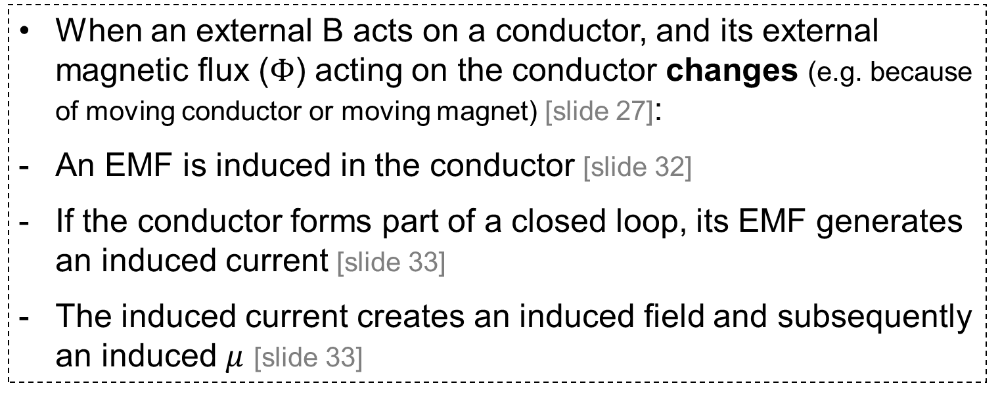 • When an external B acts on a conductor, and its external
magnetic flux (Φ) acting on the conductor changes (e.g. because
of moving conductor or moving magnet) [slide 27]:
- An EMF is induced in the conductor [slide 32]
- If the conductor forms part of a closed loop, its EMF generates
an induced current [slide 33]
- The induced current creates an induced field and subsequently
an induced μ [slide 33]